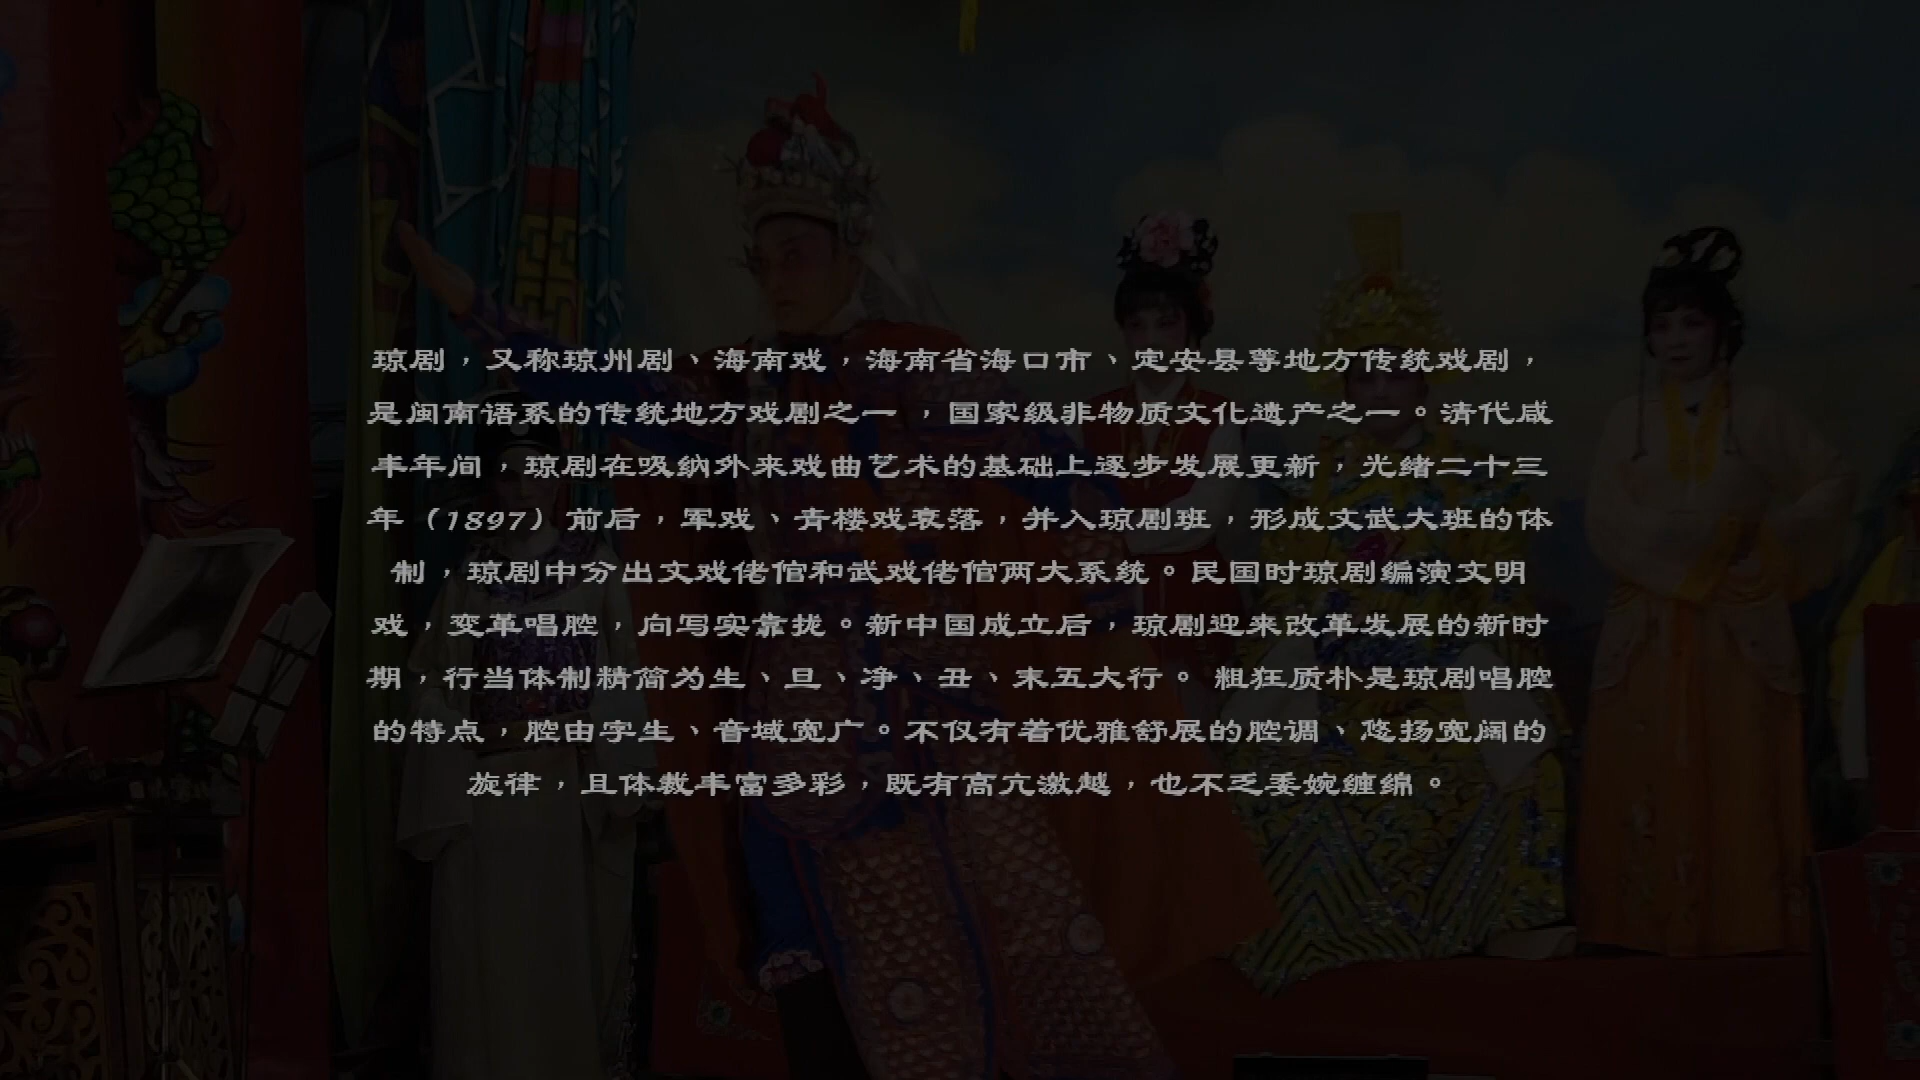 琼剧，又称琼州剧、海南戏，海南省海口市、定安县等地方传统戏剧，
是闽南语系的传统地方戏剧之一 ，国家级非物质文化遗产之一。清代咸
丰年间，琼剧在吸纳外来戏曲艺术的基础上逐步发展更新，光绪二十三
年（1897）前后，军戏、青楼戏衰落，并入琼剧班，形成文武大班的体
制，琼剧中分出文戏佬倌和武戏佬倌两大系统。民国时琼剧编演文明
戏，变革唱腔，向写实靠拢。新中国成立后，琼剧迎来改革发展的新时
期，行当体制精简为生、旦、净、丑、末五大行。 粗狂质朴是琼剧唱腔
的特点，腔由字生、音域宽广。不仅有着优雅舒展的腔调、悠扬宽阔的
旋律，且体裁丰富多彩，既有高亢激越，也不乏委婉缠绵。